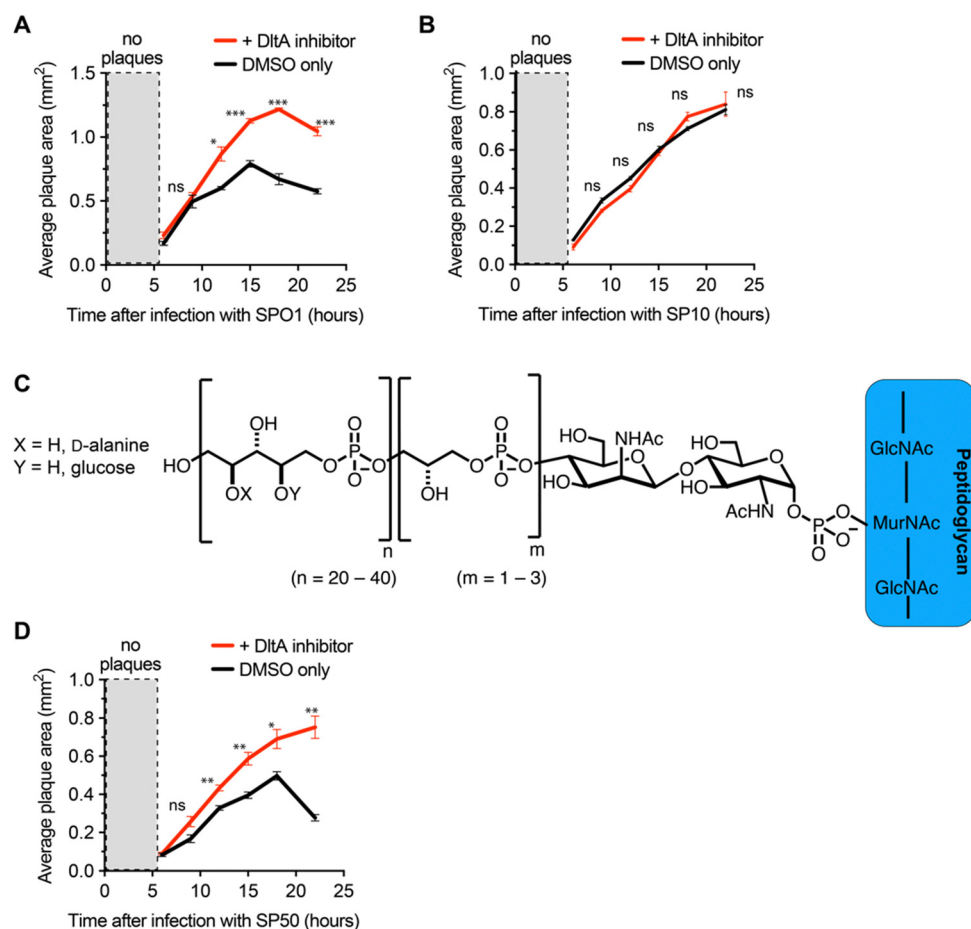 A
no
plaques
+ DltA inhibitor
DMSO only
Average plaque area (mm²)
1.5
1.0
0.5
0.0
ns
*
***
***
***
0 5 10 15 20 25
Time after infection with SPO1 (hours)
B
no
plaques
+ DltA inhibitor
DMSO only
Average plaque area (mm²)
1.0
0.8
0.6
0.4
0.2
0.0
ns
ns
ns
ns
ns
0 5 10 15 20 25
Time after infection with SP10 (hours)
C
X = H, D-alanine
Y = H, glucose
HO
OH
OX
OY
O
P
O
O
O
n
(n = 20 – 40)
OH
O
P
O
O
O
m
(m = 1 – 3)
HO
HO
NHAc
O
O
HO
HO
AcHN
O
O
P
O
O
O⁻
GlcNAc
MurNAc
GlcNAc
Peptidoglycan
D
no
plaques
+ DltA inhibitor
DMSO only
Average plaque area (mm²)
1.0
0.8
0.6
0.4
0.2
0.0
ns
**
**
*
**
0 5 10 15 20 25
Time after infection with SP50 (hours)